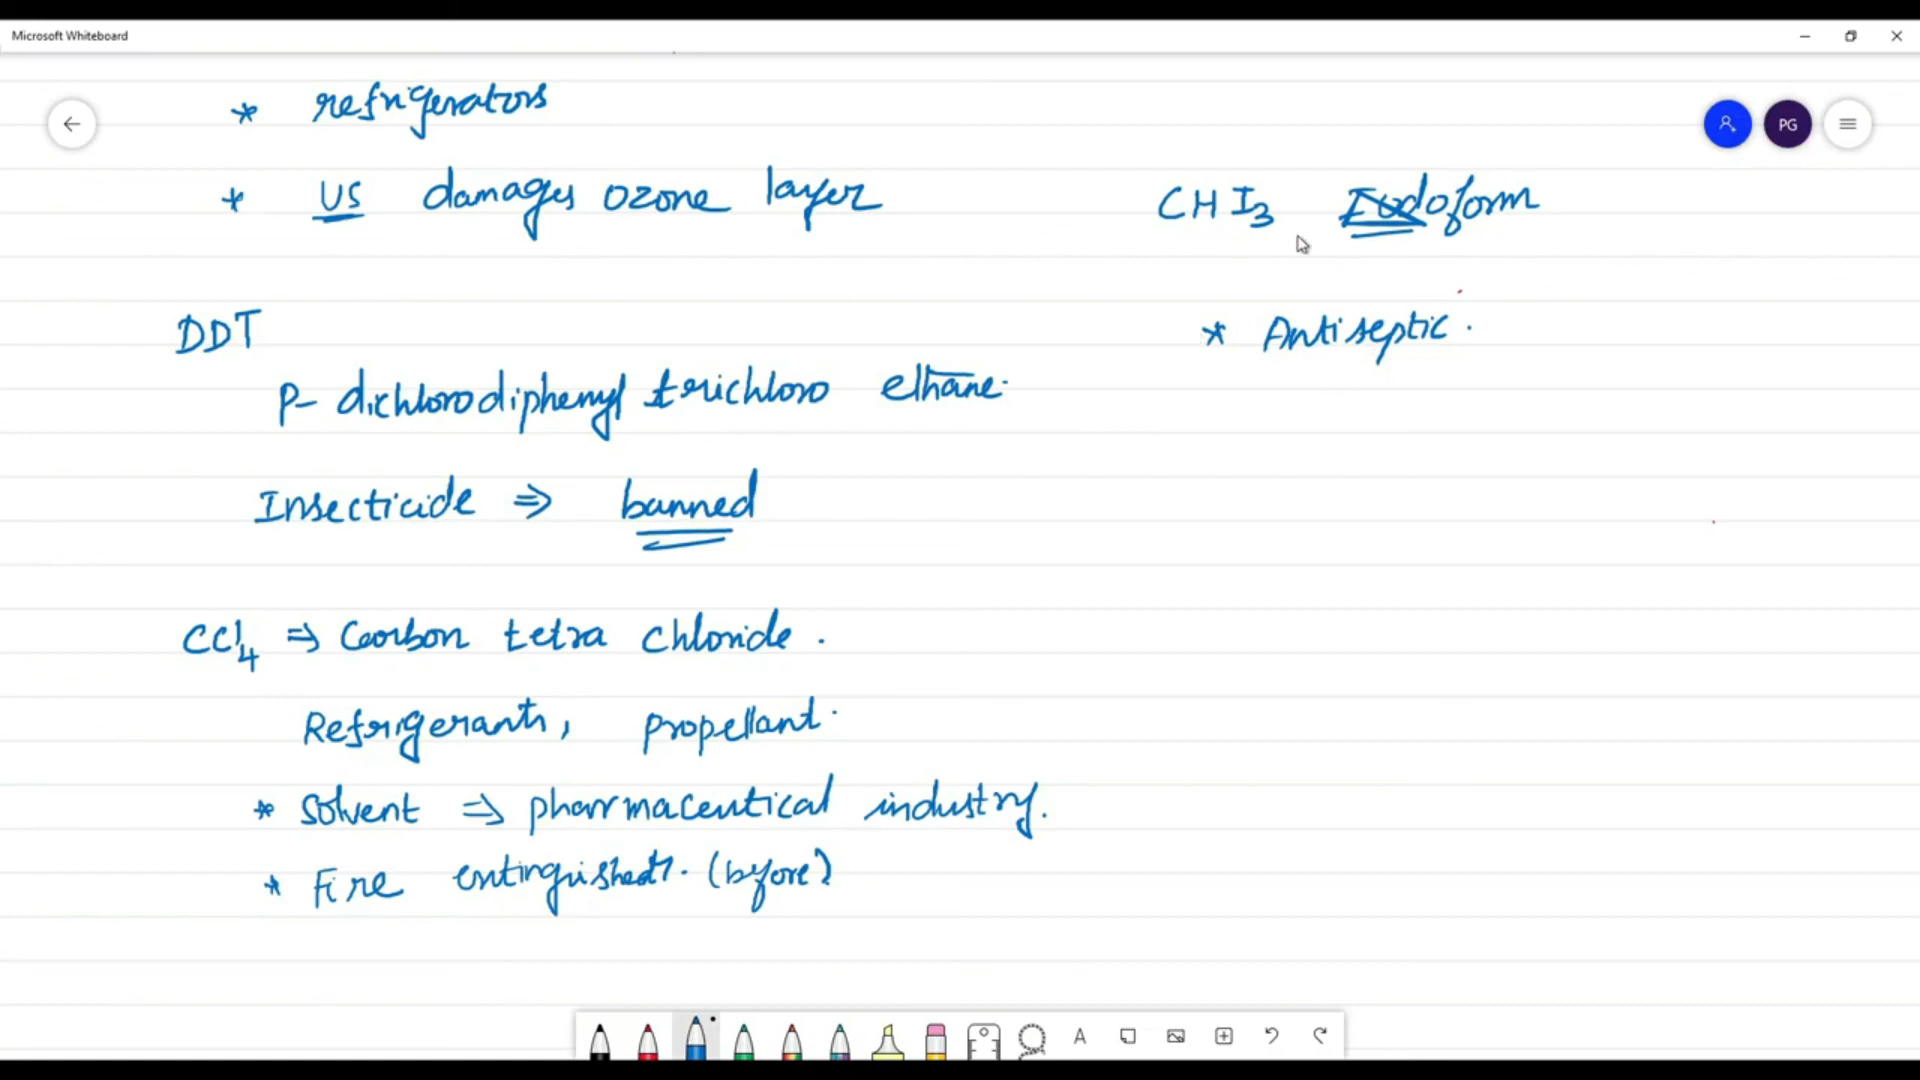 Microsoft Whiteboard
* refrigerators
* US damages ozone layer
DDT
P- dichlorodiphenyl trichloro ethane.
Insecticide ⇒ banned
CCl4 ⇒ Carbon tetra chloride.
Refrigerants, propellant.
* Solvent ⇒ pharmaceutical industry.
* Fire (before)
CHI3 Iodoform
* Antiseptic.
PG
A